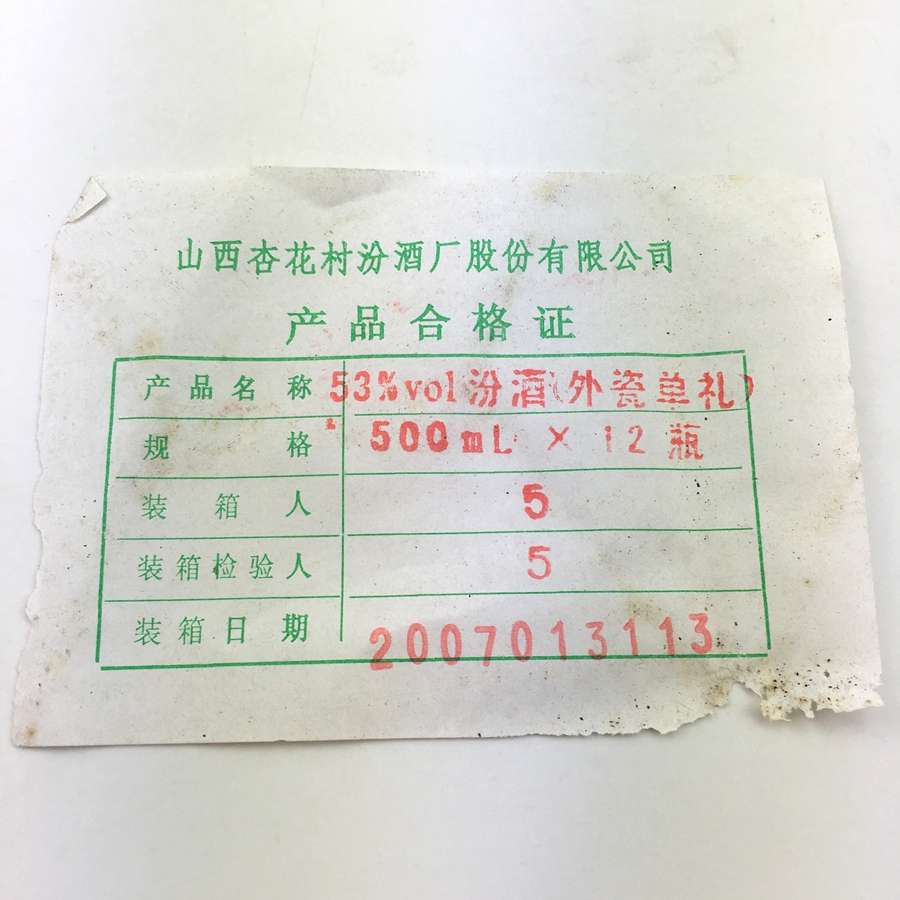 山西杏花村汾酒厂股份有限公司
产品合格证
产品名称 53%vol汾酒(外瓷单礼)
规格 500mL × 12瓶
装箱人 5
装箱检验人 5
装箱日期 2007013113